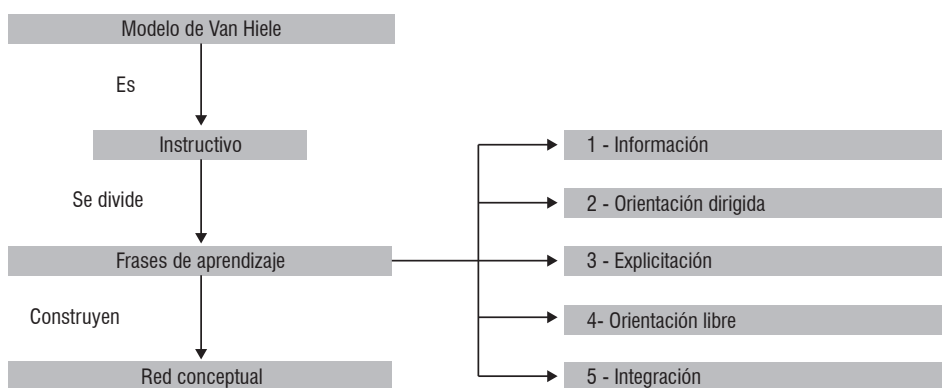 Modelo de Van Hiele
Es
Instructivo
Se divide
Frases de aprendizaje
Construyen
Red conceptual
1 - Información
2 - Orientación dirigida
3 - Explicitación
4- Orientación libre
5 - Integración